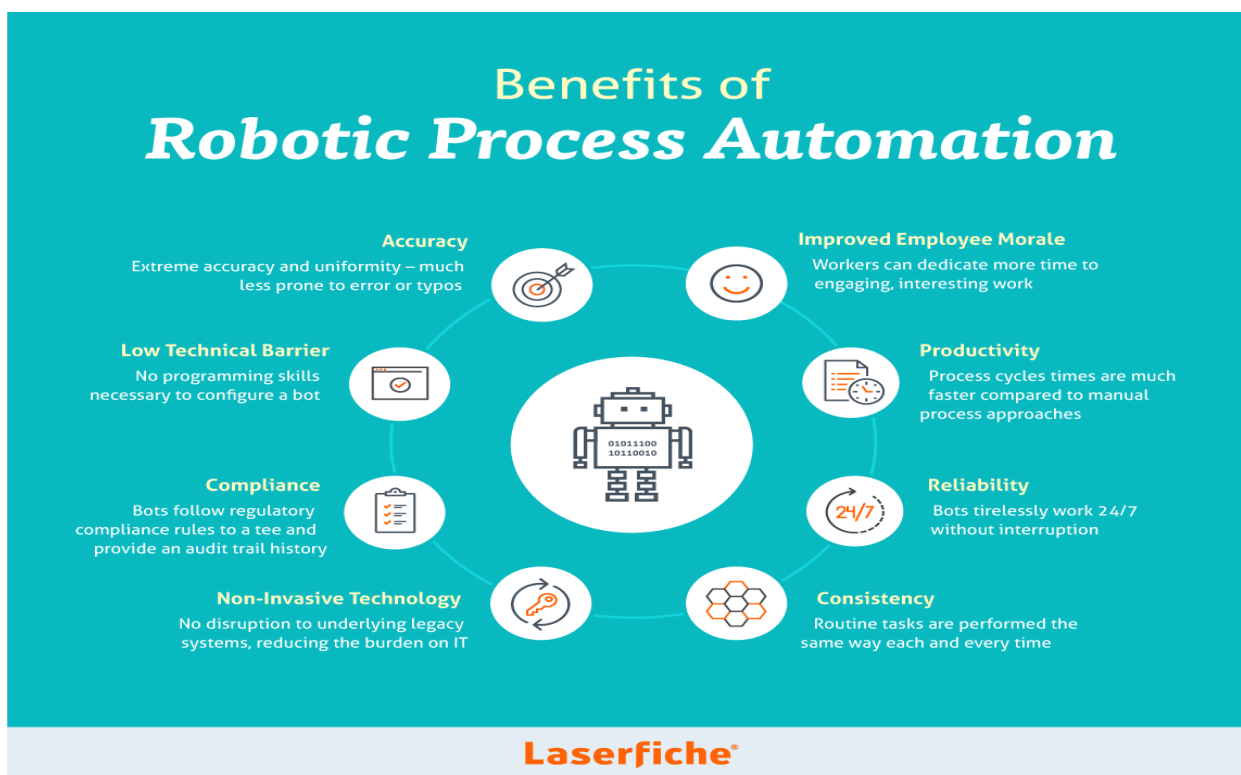 Benefits of
Robotic Process Automation
Accuracy
Extreme accuracy and uniformity – much
less prone to error or typos
Improved Employee Morale
Workers can dedicate more time to
engaging, interesting work
Low Technical Barrier
No programming skills
necessary to configure a bot
Productivity
Process cycles times are much
faster compared to manual
process approaches
01011100
10110010
Compliance
Bots follow regulatory
compliance rules to a tee and
provide an audit trail history
24/7
Reliability
Bots tirelessly work 24/7
without interruption
Non-Invasive Technology
No disruption to underlying legacy
systems, reducing the burden on IT
Consistency
Routine tasks are performed the
same way each and every time
Laserfiche®